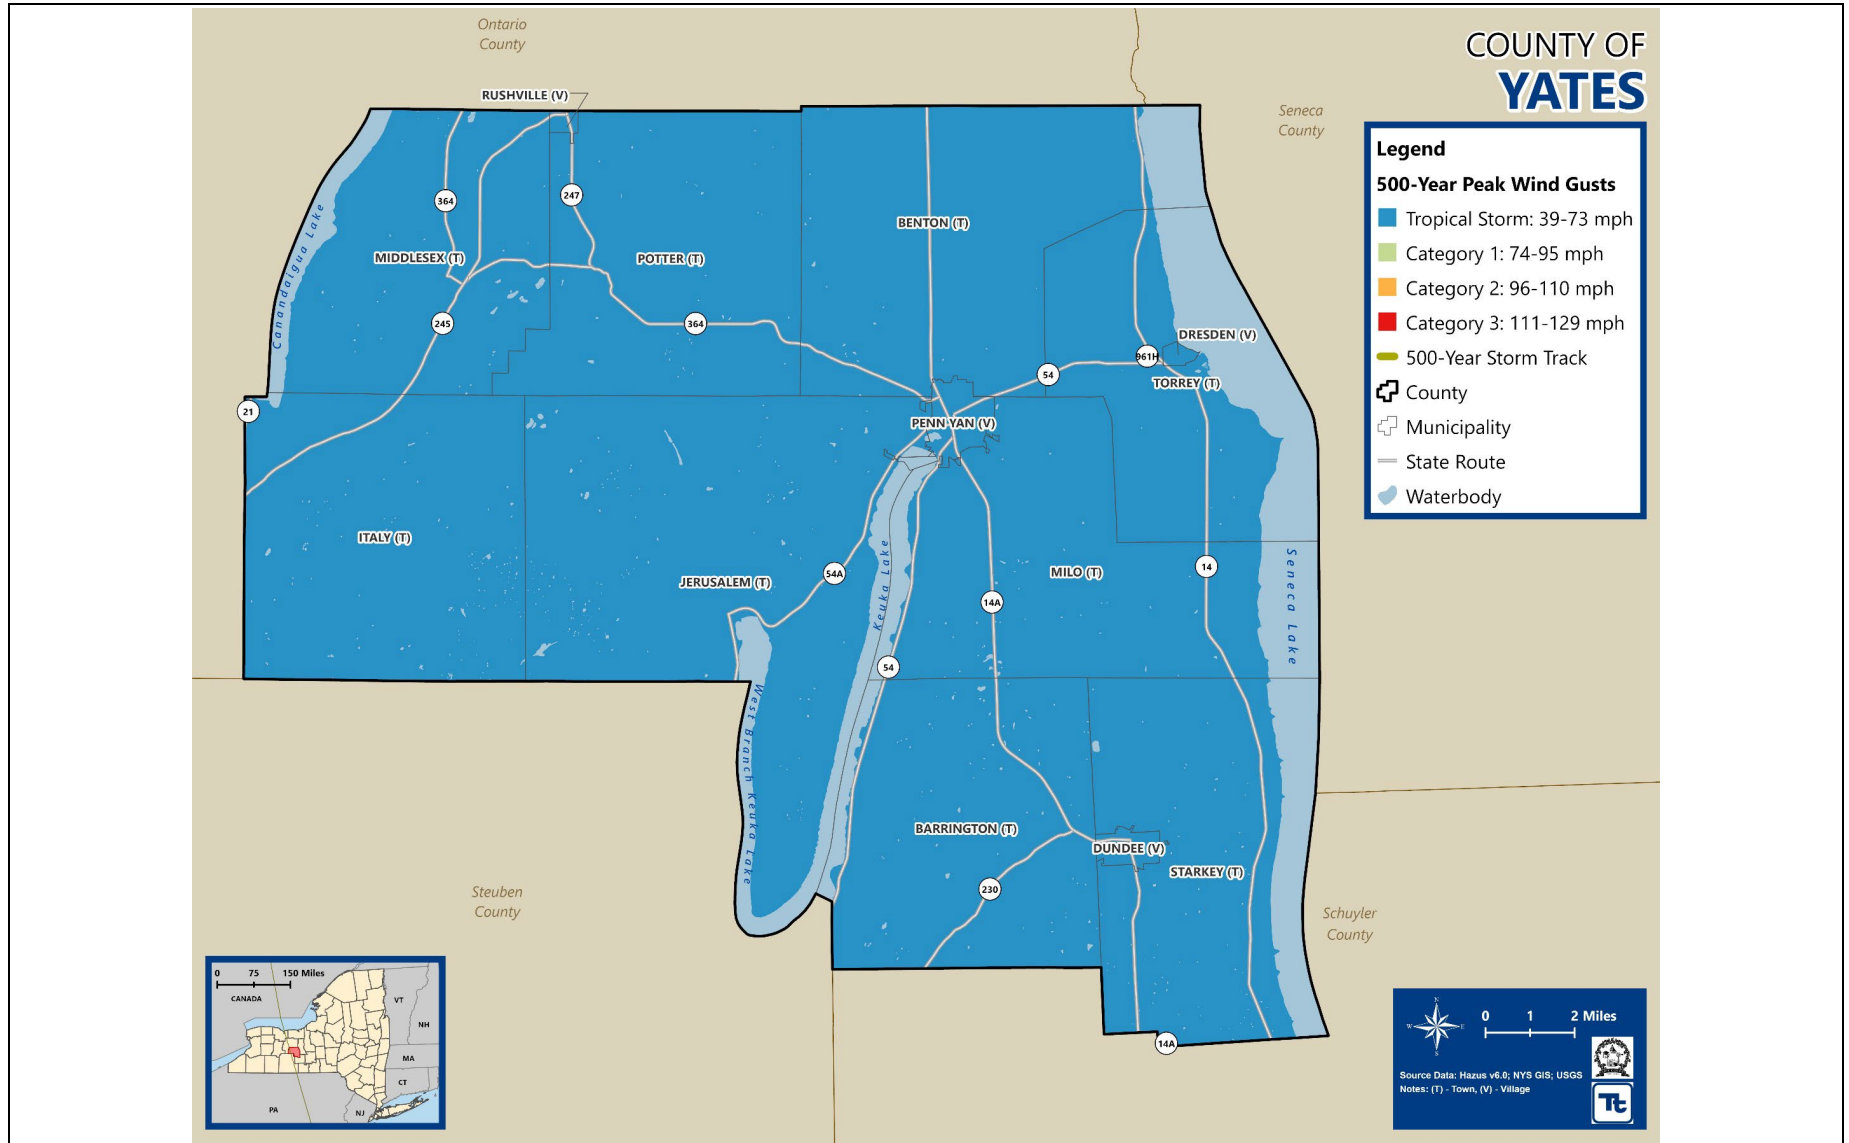 Ontario
County
COUNTY OF
YATES
RUSHVILLE (V)
Seneca
County
Legend
500-Year Peak Wind Gusts
Tropical Storm: 39-73 mph
Category 1: 74-95 mph
Category 2: 96-110 mph
Category 3: 111-129 mph
500-Year Storm Track
County
Municipality
State Route
Waterbody
364
247
BENTON (T)
Canandaigua Lake
MIDDLESEX (T)
POTTER (T)
245
364
DRESDEN (V)
961H
54
TORREY (T)
21
PENN YAN (V)
ITALY (T)
JERUSALEM (T)
54A
Keuka Lake
MILO (T)
14
14A
Seneca Lake
54
West Branch Keuka Lake
BARRINGTON (T)
DUNDEE (V)
STARKEY (T)
230
Steuben
County
Schuyler
County
14A
0 75 150 Miles
CANADA
VT
NH
MA
CT
PA
NJ
N
W E
S
0 1 2 Miles
Source Data: Hazus v6.0; NYS GIS; USGS
Notes: (T) - Town, (V) - Village
Tt